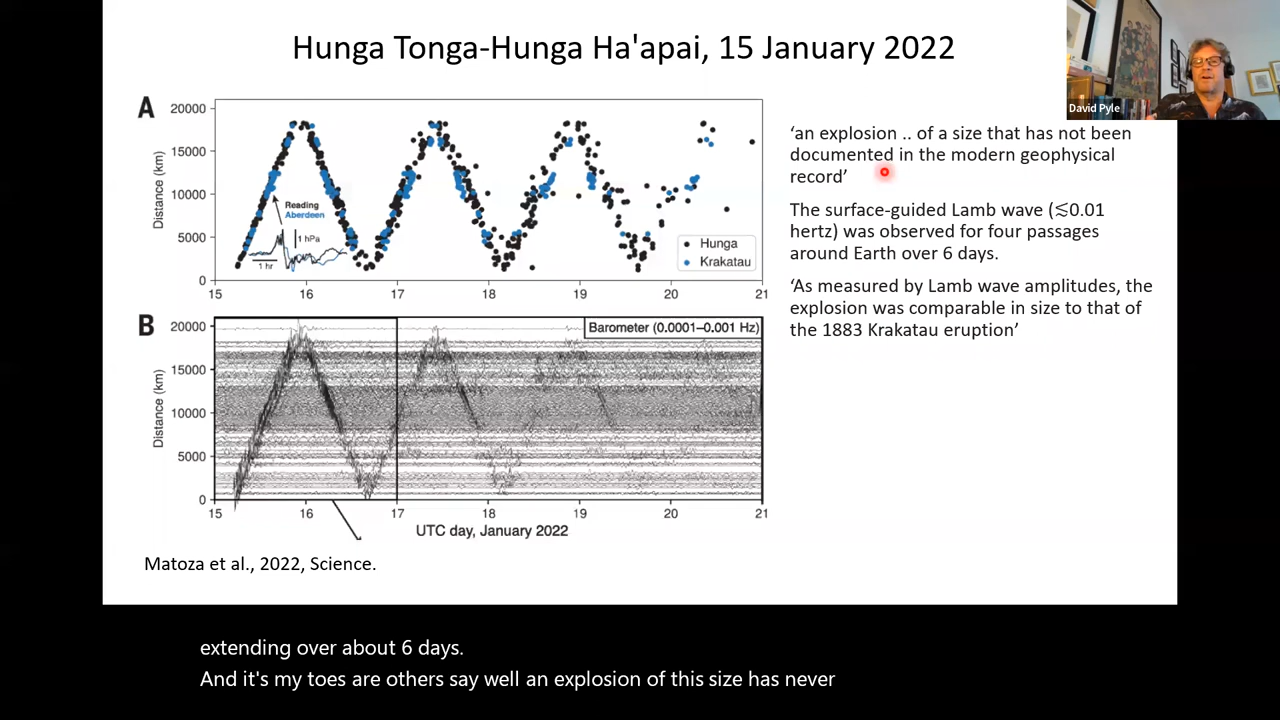 Hunga Tonga-Hunga Ha'apai, 15 January 2022
David Pyle
A
20000
15000
10000
5000
0
Distance (km)
Reading
Aberdeen
1 hPa
1 hr
Hunga
Krakatau
15 16 17 18 19 20 21
B
Barometer (0.0001–0.001 Hz)
20000
15000
10000
5000
0
Distance (km)
15 16 17 18 19 20 21
UTC day, January 2022
Matoza et al., 2022, Science.
‘an explosion .. of a size that has not been
documented in the modern geophysical
record’
The surface-guided Lamb wave (≲0.01
hertz) was observed for four passages
around Earth over 6 days.
‘As measured by Lamb wave amplitudes, the
explosion was comparable in size to that of
the 1883 Krakatau eruption’
extending over about 6 days.
And it's my toes are others say well an explosion of this size has never